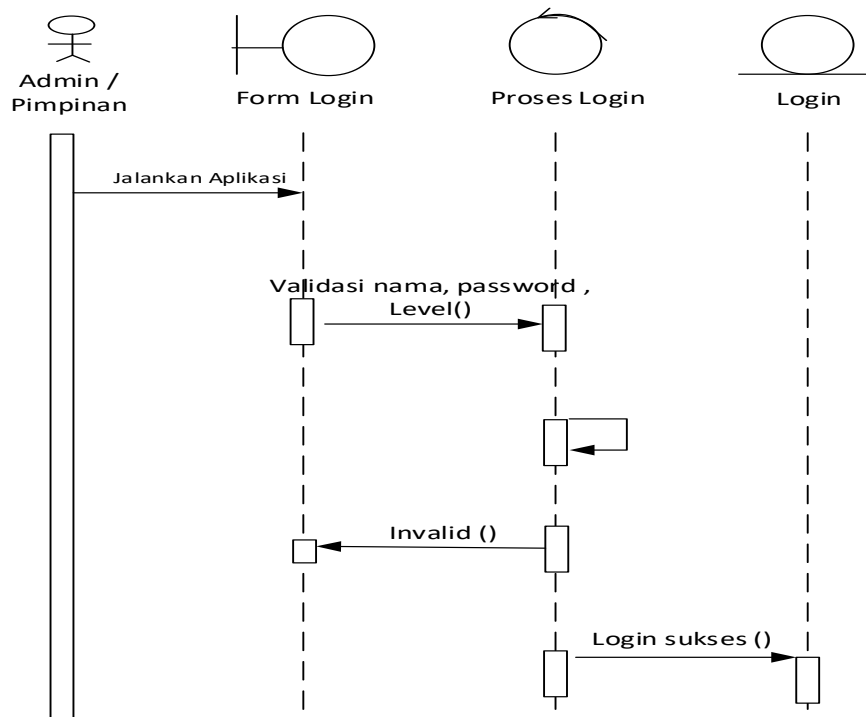 Admin /
Pimpinan
Form Login
Proses Login
Login
Jalankan Aplikasi
Validasi nama, password ,
Level()
Invalid ()
Login sukses ()